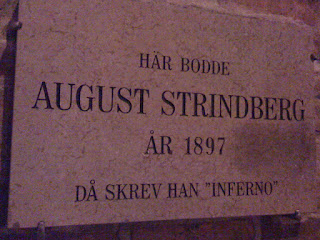 HÄR BODDE
AUGUST STRINDBERG
ÅR 1897
DÅ SKREV HAN "INFERNO"